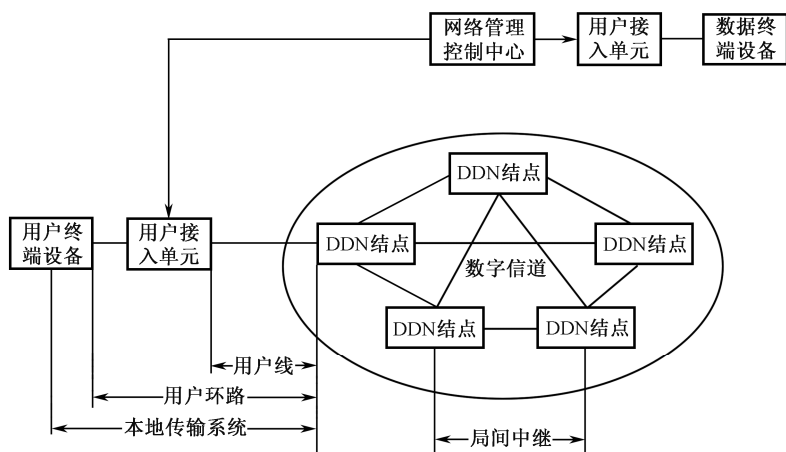 网络管理
控制中心
用户接
入单元
数据终
端设备
DDN结点
用户终
端设备
用户接
入单元
DDN结点
DDN结点
数字信道
DDN结点
DDN结点
用户线
用户环路
本地传输系统
局间中继